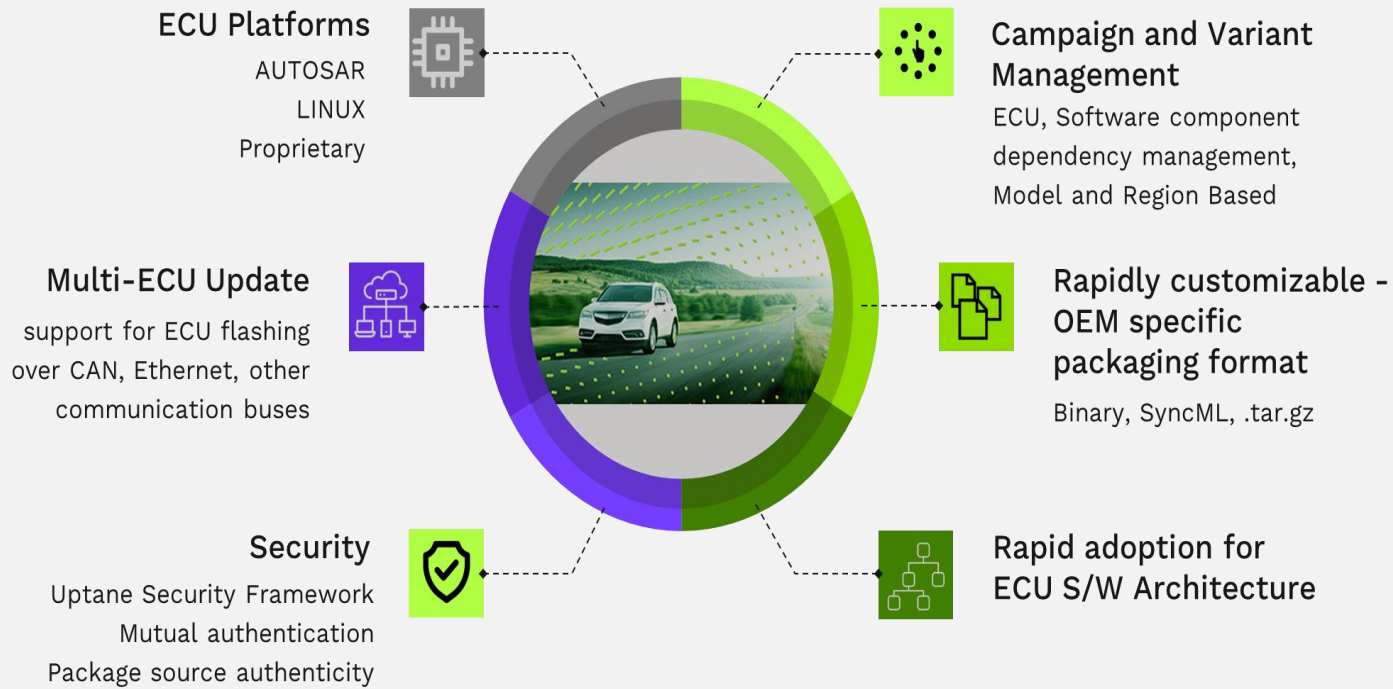 ECU Platforms
AUTOSAR
LINUX
Proprietary
Multi-ECU Update
support for ECU flashing
over CAN, Ethernet, other
communication buses
Security
Uptane Security Framework
Mutual authentication
Package source authenticity
Campaign and Variant
Management
ECU, Software component
dependency management,
Model and Region Based
Rapidly customizable -
OEM specific
packaging format
Binary, SyncML, .tar.gz
Rapid adoption for
ECU S/W Architecture